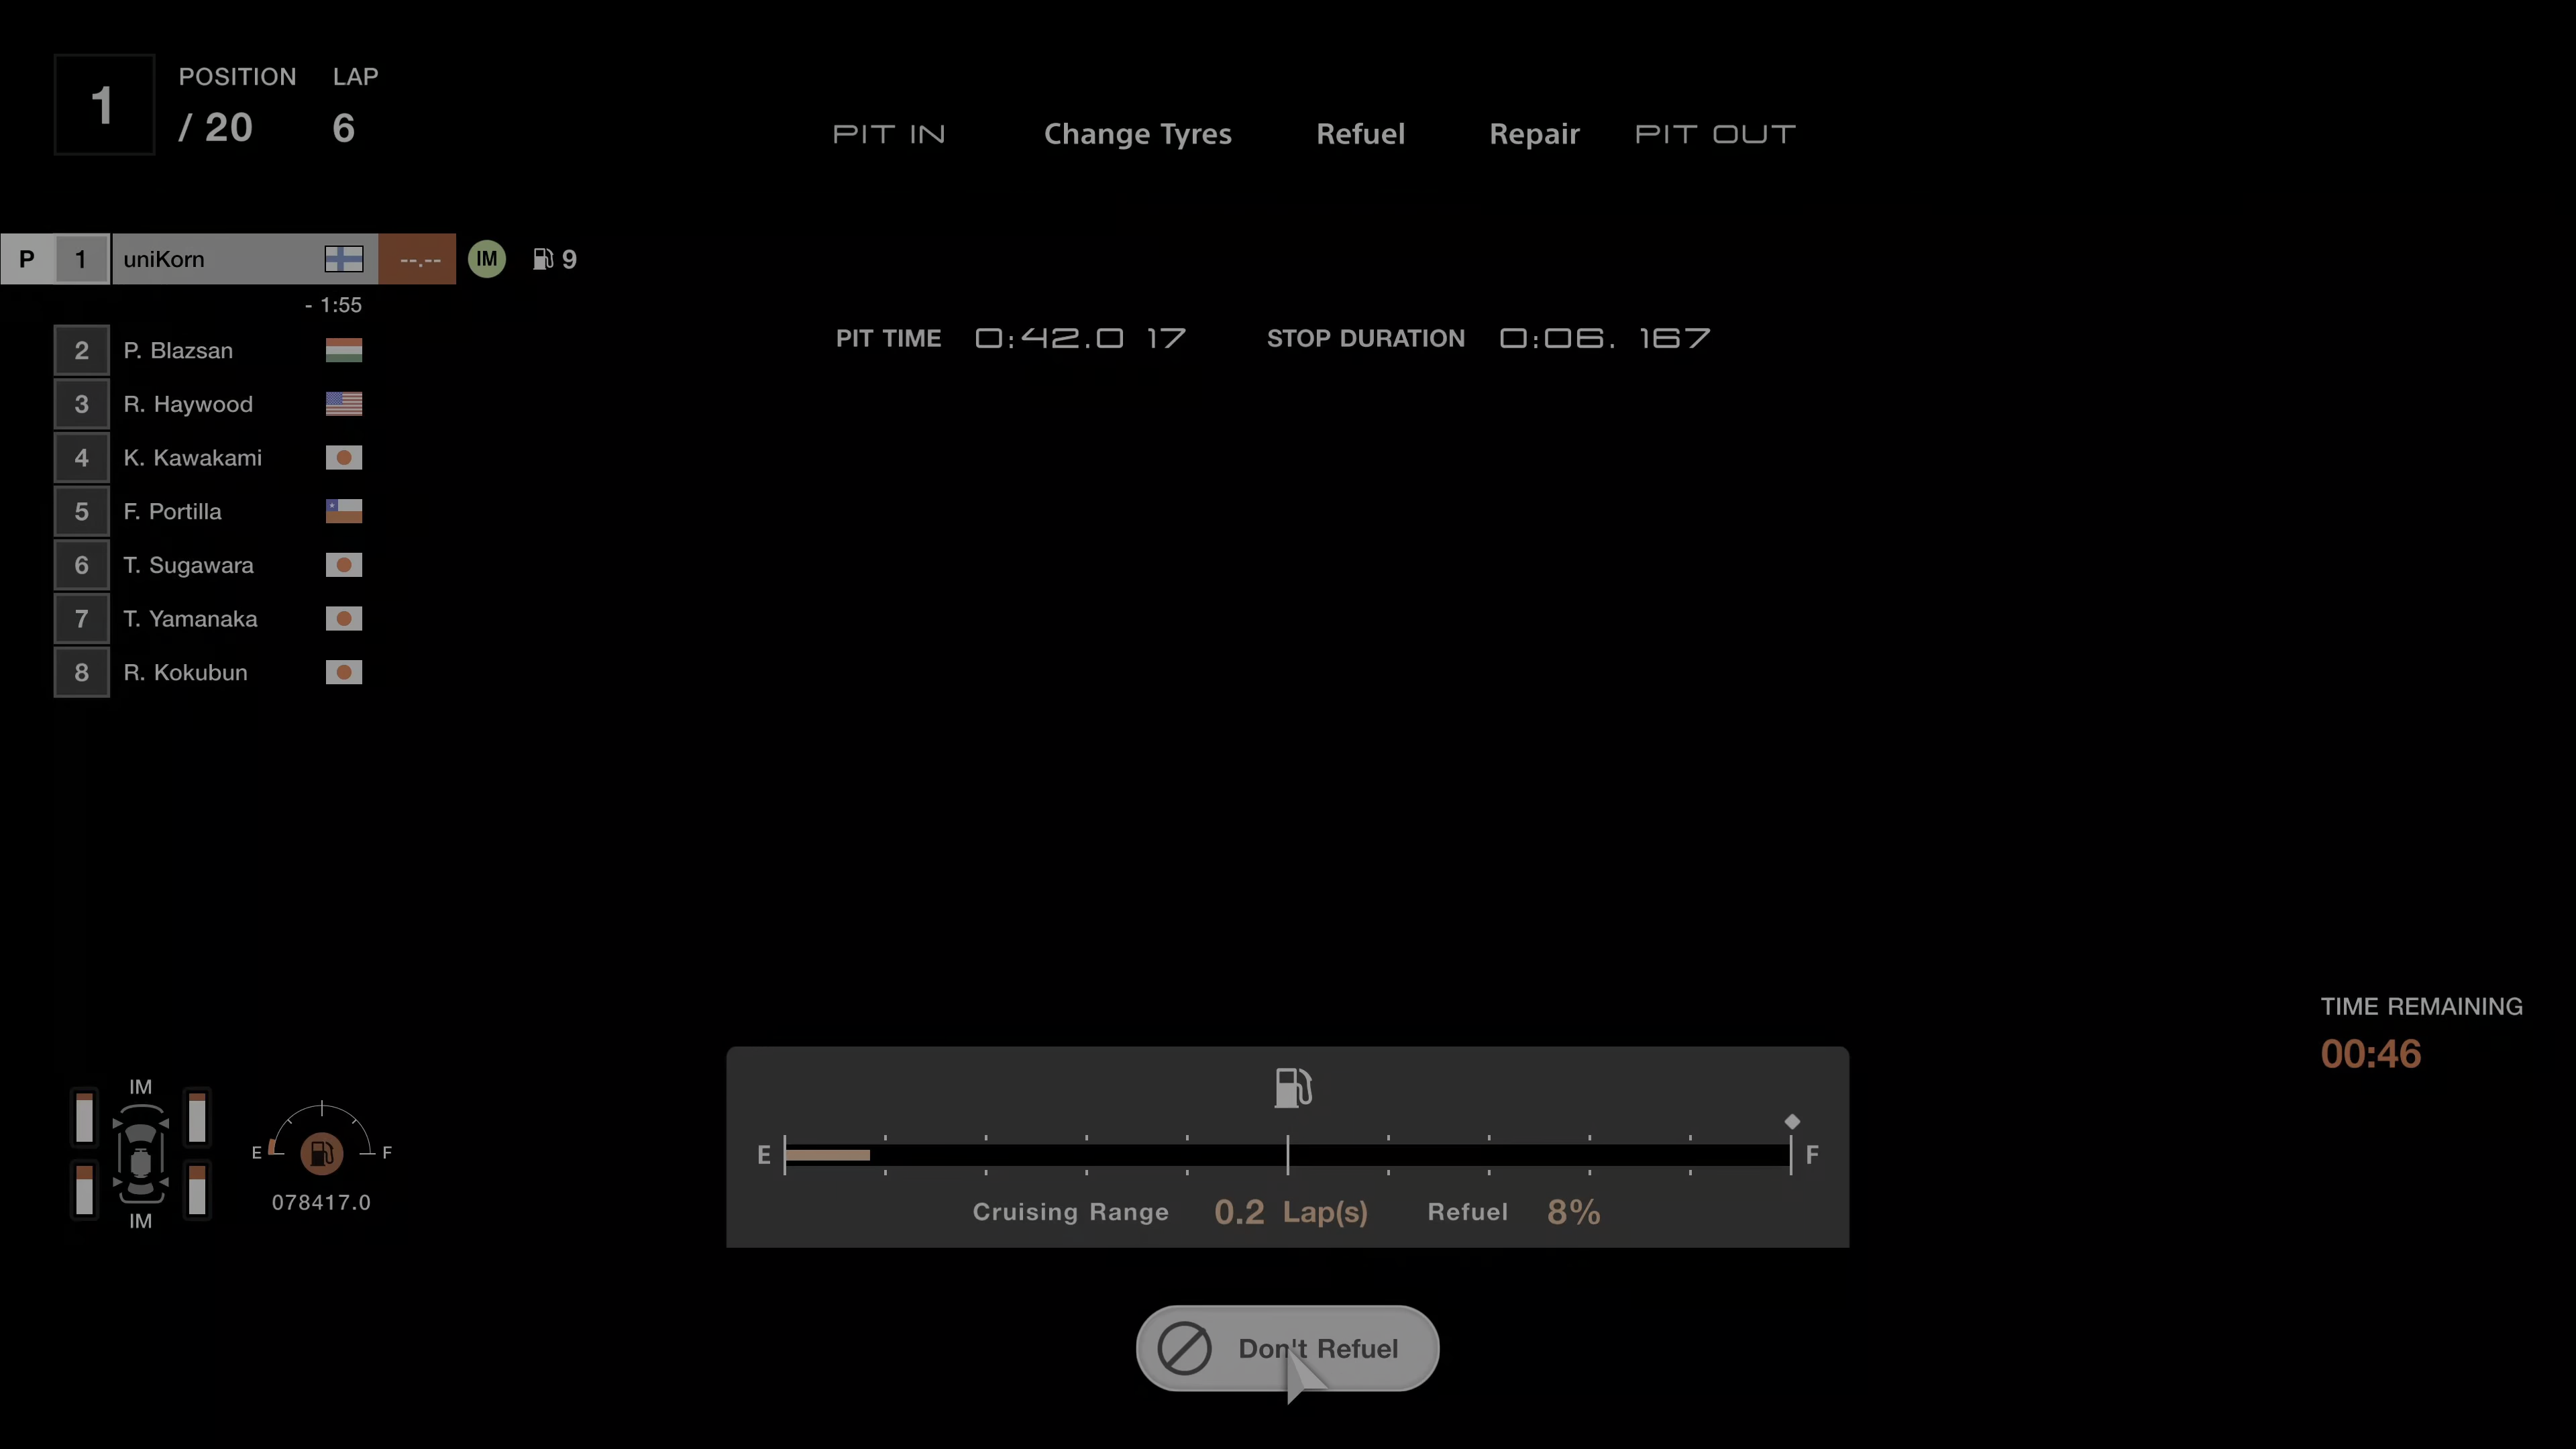 1 POSITION LAP
/ 20 6
PIT IN Change Tyres Refuel Repair PIT OUT
P 1 uniKorn --.-- IM 9
- 1:55
PIT TIME 0:42.0 17 STOP DURATION 0:06. 167
2 P. Blazsan
3 R. Haywood
4 K. Kawakami
5 F. Portilla
6 T. Sugawara
7 T. Yamanaka
8 R. Kokubun
TIME REMAINING
00:46
IM
E F
078417.0
IM
E F
Cruising Range 0.2 Lap(s) Refuel 8%
Don't Refuel